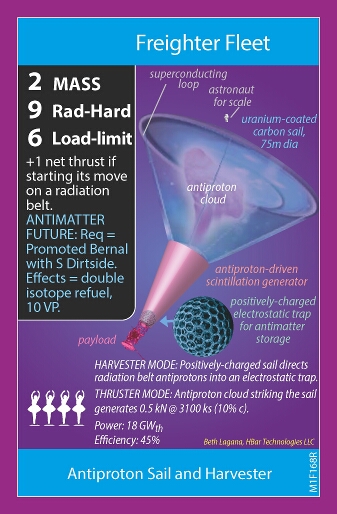 Freighter Fleet
2 MASS
9 Rad-Hard
6 Load-limit
+1 net thrust if
starting its move
on a radiation
belt.
ANTIMATTER
FUTURE: Req =
Promoted Bernal
with S Dirtside.
Effects = double
isotope refuel,
10 VP.
superconducting
loop
astronaut
for scale
uranium-coated
carbon sail,
75m dia
antiproton
cloud
antiproton-driven
scintillation generator
positively-charged
electrostatic trap
for antimatter
storage
payload
HARVESTER MODE: Positively-charged sail directs
radiation belt antiprotons into an electrostatic trap.
THRUSTER MODE: Antiproton cloud striking the sail
generates 0.5 kN @ 3100 ks (10% c).
Power: 18 GWth
Efficiency: 45%
Beth Lagana, HBar Technologies LLC
Antiproton Sail and Harvester
M1F168R